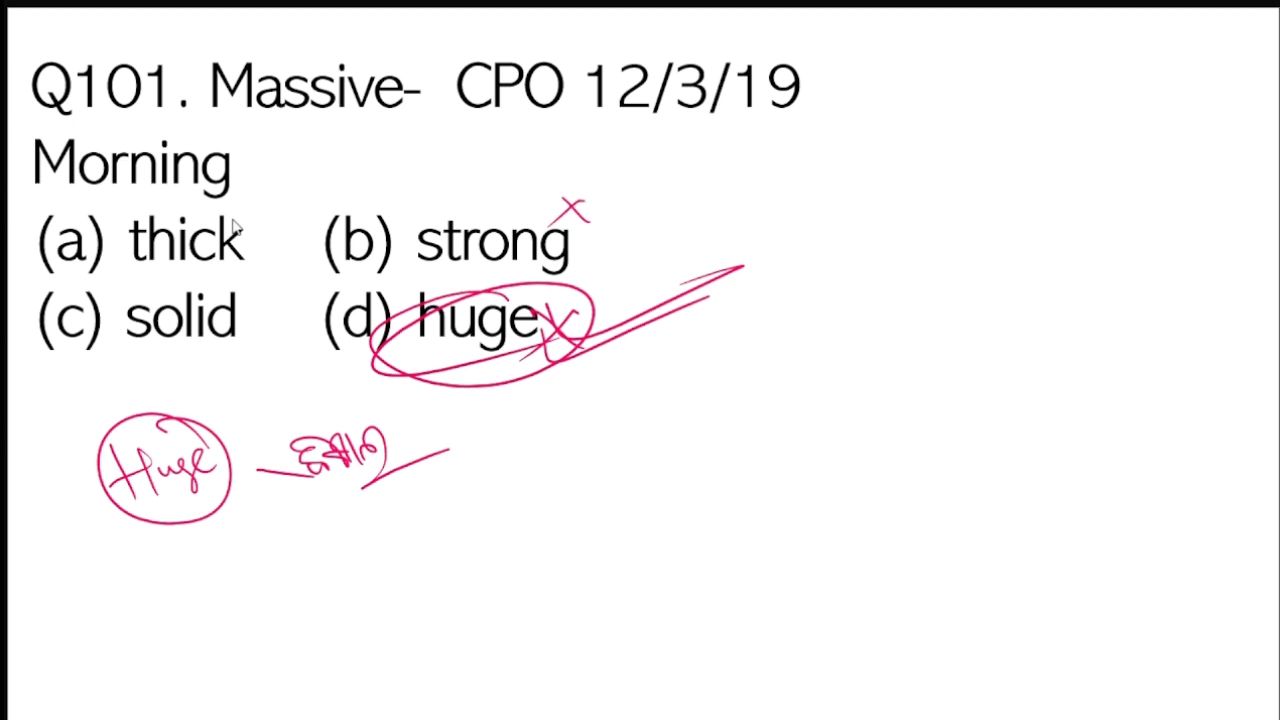 Q101. Massive- CPO 12/3/19
Morning
(a) thick (b) strong
(c) solid (d) huge
Huge